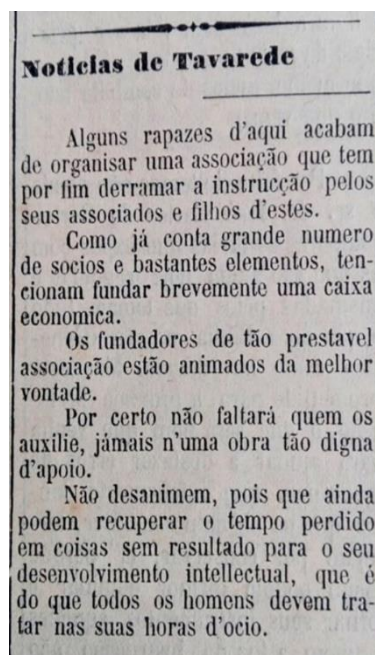 Noticias de Tavarede
Alguns rapazes d'aqui acabam
de organisar uma associação que tem
por fim derramar a instrucção pelos
seus associados e filhos d'estes.
Como já conta grande numero
de socios e bastantes elementos, ten-
cionam fundar brevemente uma caixa
economica.
Os fundadores de tão prestavel
associação estão animados da melhor
vontade.
Por certo não faltará quem os
auxilie, jámais n'uma obra tão digna
d'apoio.
Não desanimem, pois que ainda
podem recuperar o tempo perdido
em coisas sem resultado para o seu
desenvolvimento intellectual, que é
do que todos os homens devem tra-
tar nas suas horas d'ocio.